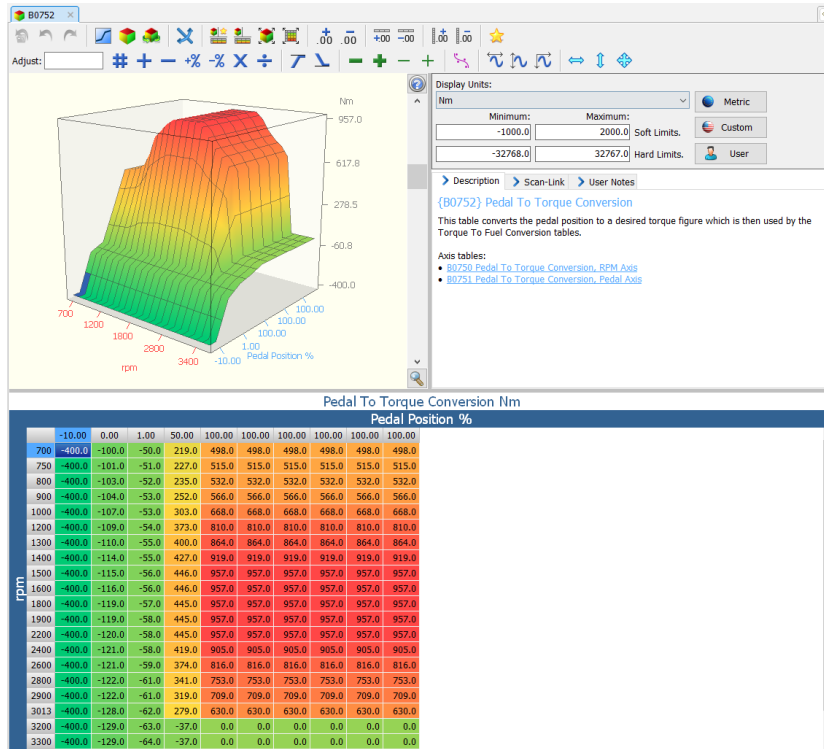 B0752 ×
.00 .00 .00 .00 .00 .00
Adjust: +% -%
Nm
957.0
617.8
278.5
-60.8
-400.0
700
1200
1800
2800
3400
rpm
-10.00
1.00
100.00
100.00
100.00
Pedal Position %
Display Units:
Nm Metric
Minimum: Maximum:
-1000.0 2000.0 Soft Limits. Custom
-32768.0 32767.0 Hard Limits. User
Description Scan-Link User Notes
{B0752} Pedal To Torque Conversion
This table converts the pedal position to a desired torque figure which is then used by the
Torque To Fuel Conversion tables.
Axis tables:
• B0750 Pedal To Torque Conversion, RPM Axis
• B0751 Pedal To Torque Conversion, Pedal Axis
Pedal To Torque Conversion Nm
Pedal Position %
-10.00 0.00 1.00 50.00 100.00 100.00 100.00 100.00 100.00 100.00
700 -400.0 -100.0 -50.0 219.0 498.0 498.0 498.0 498.0 498.0 498.0
750 -400.0 -101.0 -51.0 227.0 515.0 515.0 515.0 515.0 515.0 515.0
800 -400.0 -103.0 -52.0 235.0 532.0 532.0 532.0 532.0 532.0 532.0
900 -400.0 -104.0 -53.0 252.0 566.0 566.0 566.0 566.0 566.0 566.0
1000 -400.0 -107.0 -53.0 303.0 668.0 668.0 668.0 668.0 668.0 668.0
1200 -400.0 -109.0 -54.0 373.0 810.0 810.0 810.0 810.0 810.0 810.0
1300 -400.0 -110.0 -55.0 400.0 864.0 864.0 864.0 864.0 864.0 864.0
1400 -400.0 -114.0 -55.0 427.0 919.0 919.0 919.0 919.0 919.0 919.0
1500 -400.0 -115.0 -56.0 446.0 957.0 957.0 957.0 957.0 957.0 957.0
1600 -400.0 -116.0 -56.0 446.0 957.0 957.0 957.0 957.0 957.0 957.0
1800 -400.0 -119.0 -57.0 445.0 957.0 957.0 957.0 957.0 957.0 957.0
1900 -400.0 -119.0 -58.0 445.0 957.0 957.0 957.0 957.0 957.0 957.0
2200 -400.0 -120.0 -58.0 445.0 957.0 957.0 957.0 957.0 957.0 957.0
2400 -400.0 -121.0 -58.0 419.0 905.0 905.0 905.0 905.0 905.0 905.0
2600 -400.0 -121.0 -59.0 374.0 816.0 816.0 816.0 816.0 816.0 816.0
2800 -400.0 -122.0 -61.0 341.0 753.0 753.0 753.0 753.0 753.0 753.0
2900 -400.0 -122.0 -61.0 319.0 709.0 709.0 709.0 709.0 709.0 709.0
3013 -400.0 -128.0 -62.0 279.0 630.0 630.0 630.0 630.0 630.0 630.0
3200 -400.0 -129.0 -63.0 -37.0 0.0 0.0 0.0 0.0 0.0 0.0
3300 -400.0 -129.0 -64.0 -37.0 0.0 0.0 0.0 0.0 0.0 0.0
rpm